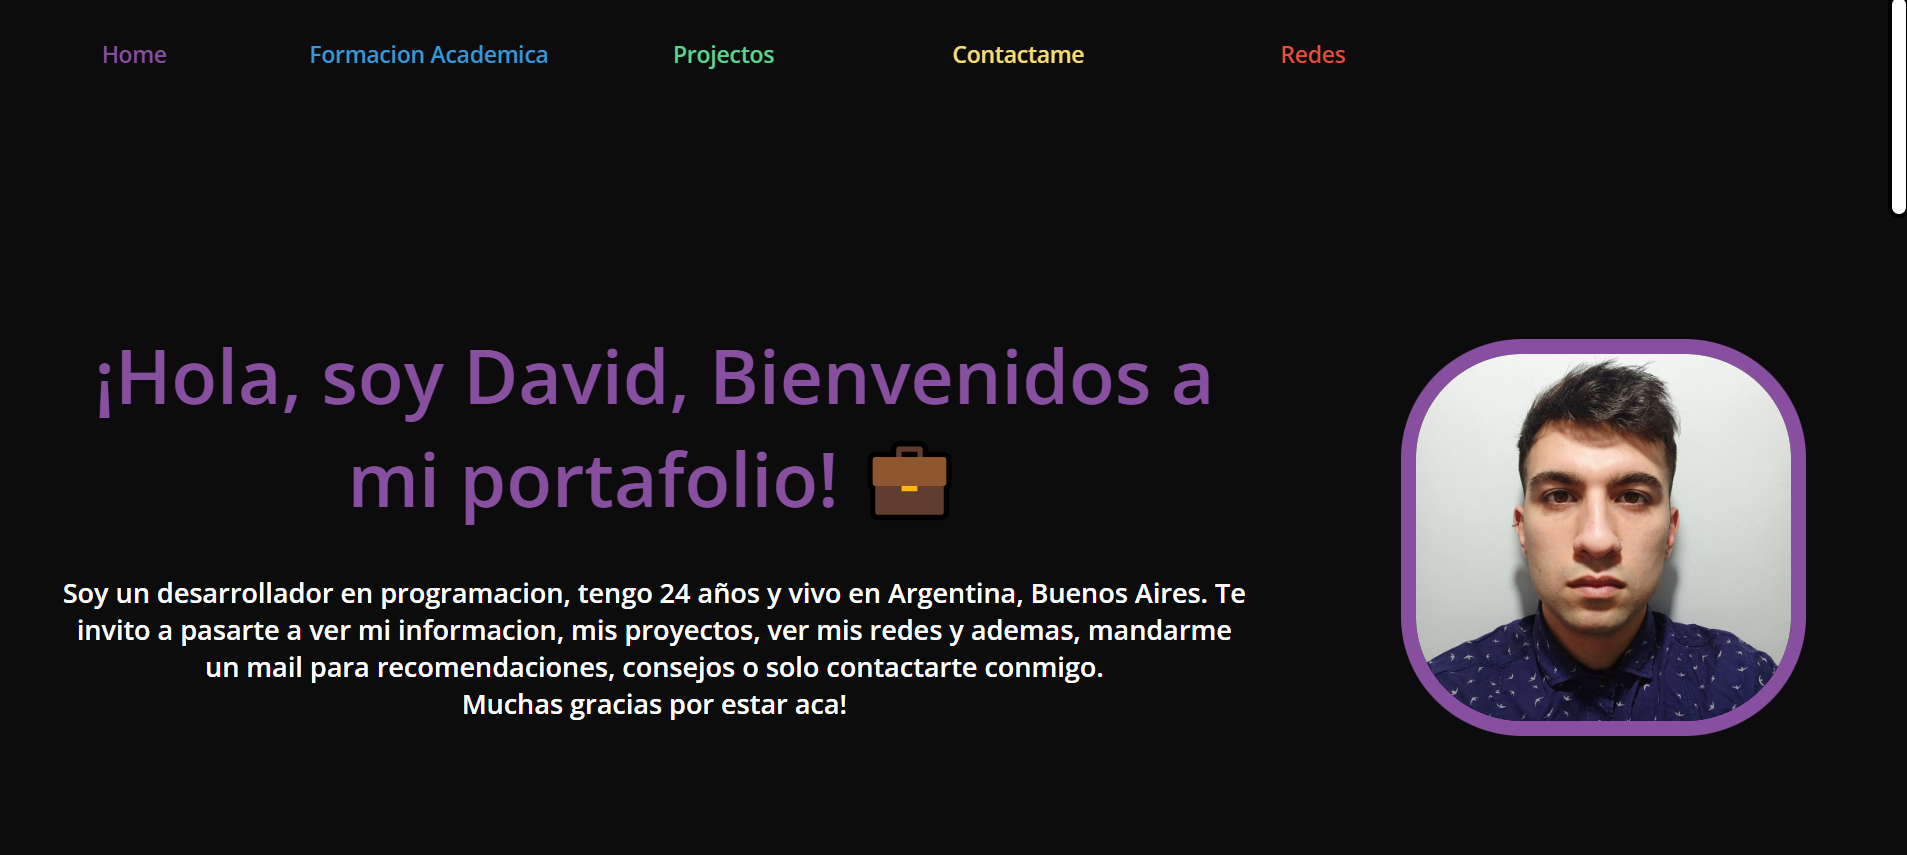 Home Formacion Academica Projectos Contactame Redes
¡Hola, soy David, Bienvenidos a
mi portafolio!
Soy un desarrollador en programacion, tengo 24 años y vivo en Argentina, Buenos Aires. Te
invito a pasarte a ver mi informacion, mis proyectos, ver mis redes y ademas, mandarme
un mail para recomendaciones, consejos o solo contactarte conmigo.
Muchas gracias por estar aca!